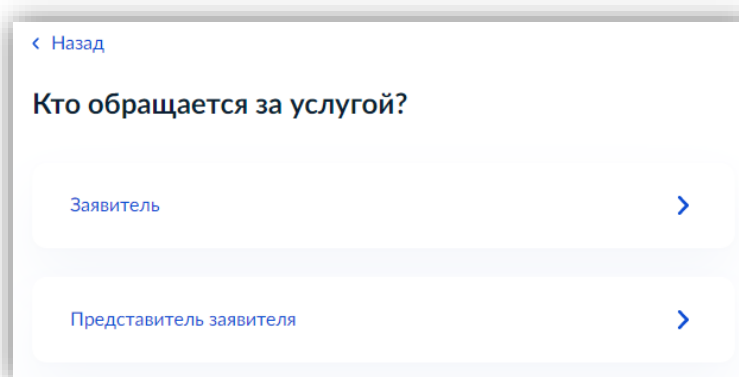 Назад
Кто обращается за услугой?
Заявитель
Представитель заявителя